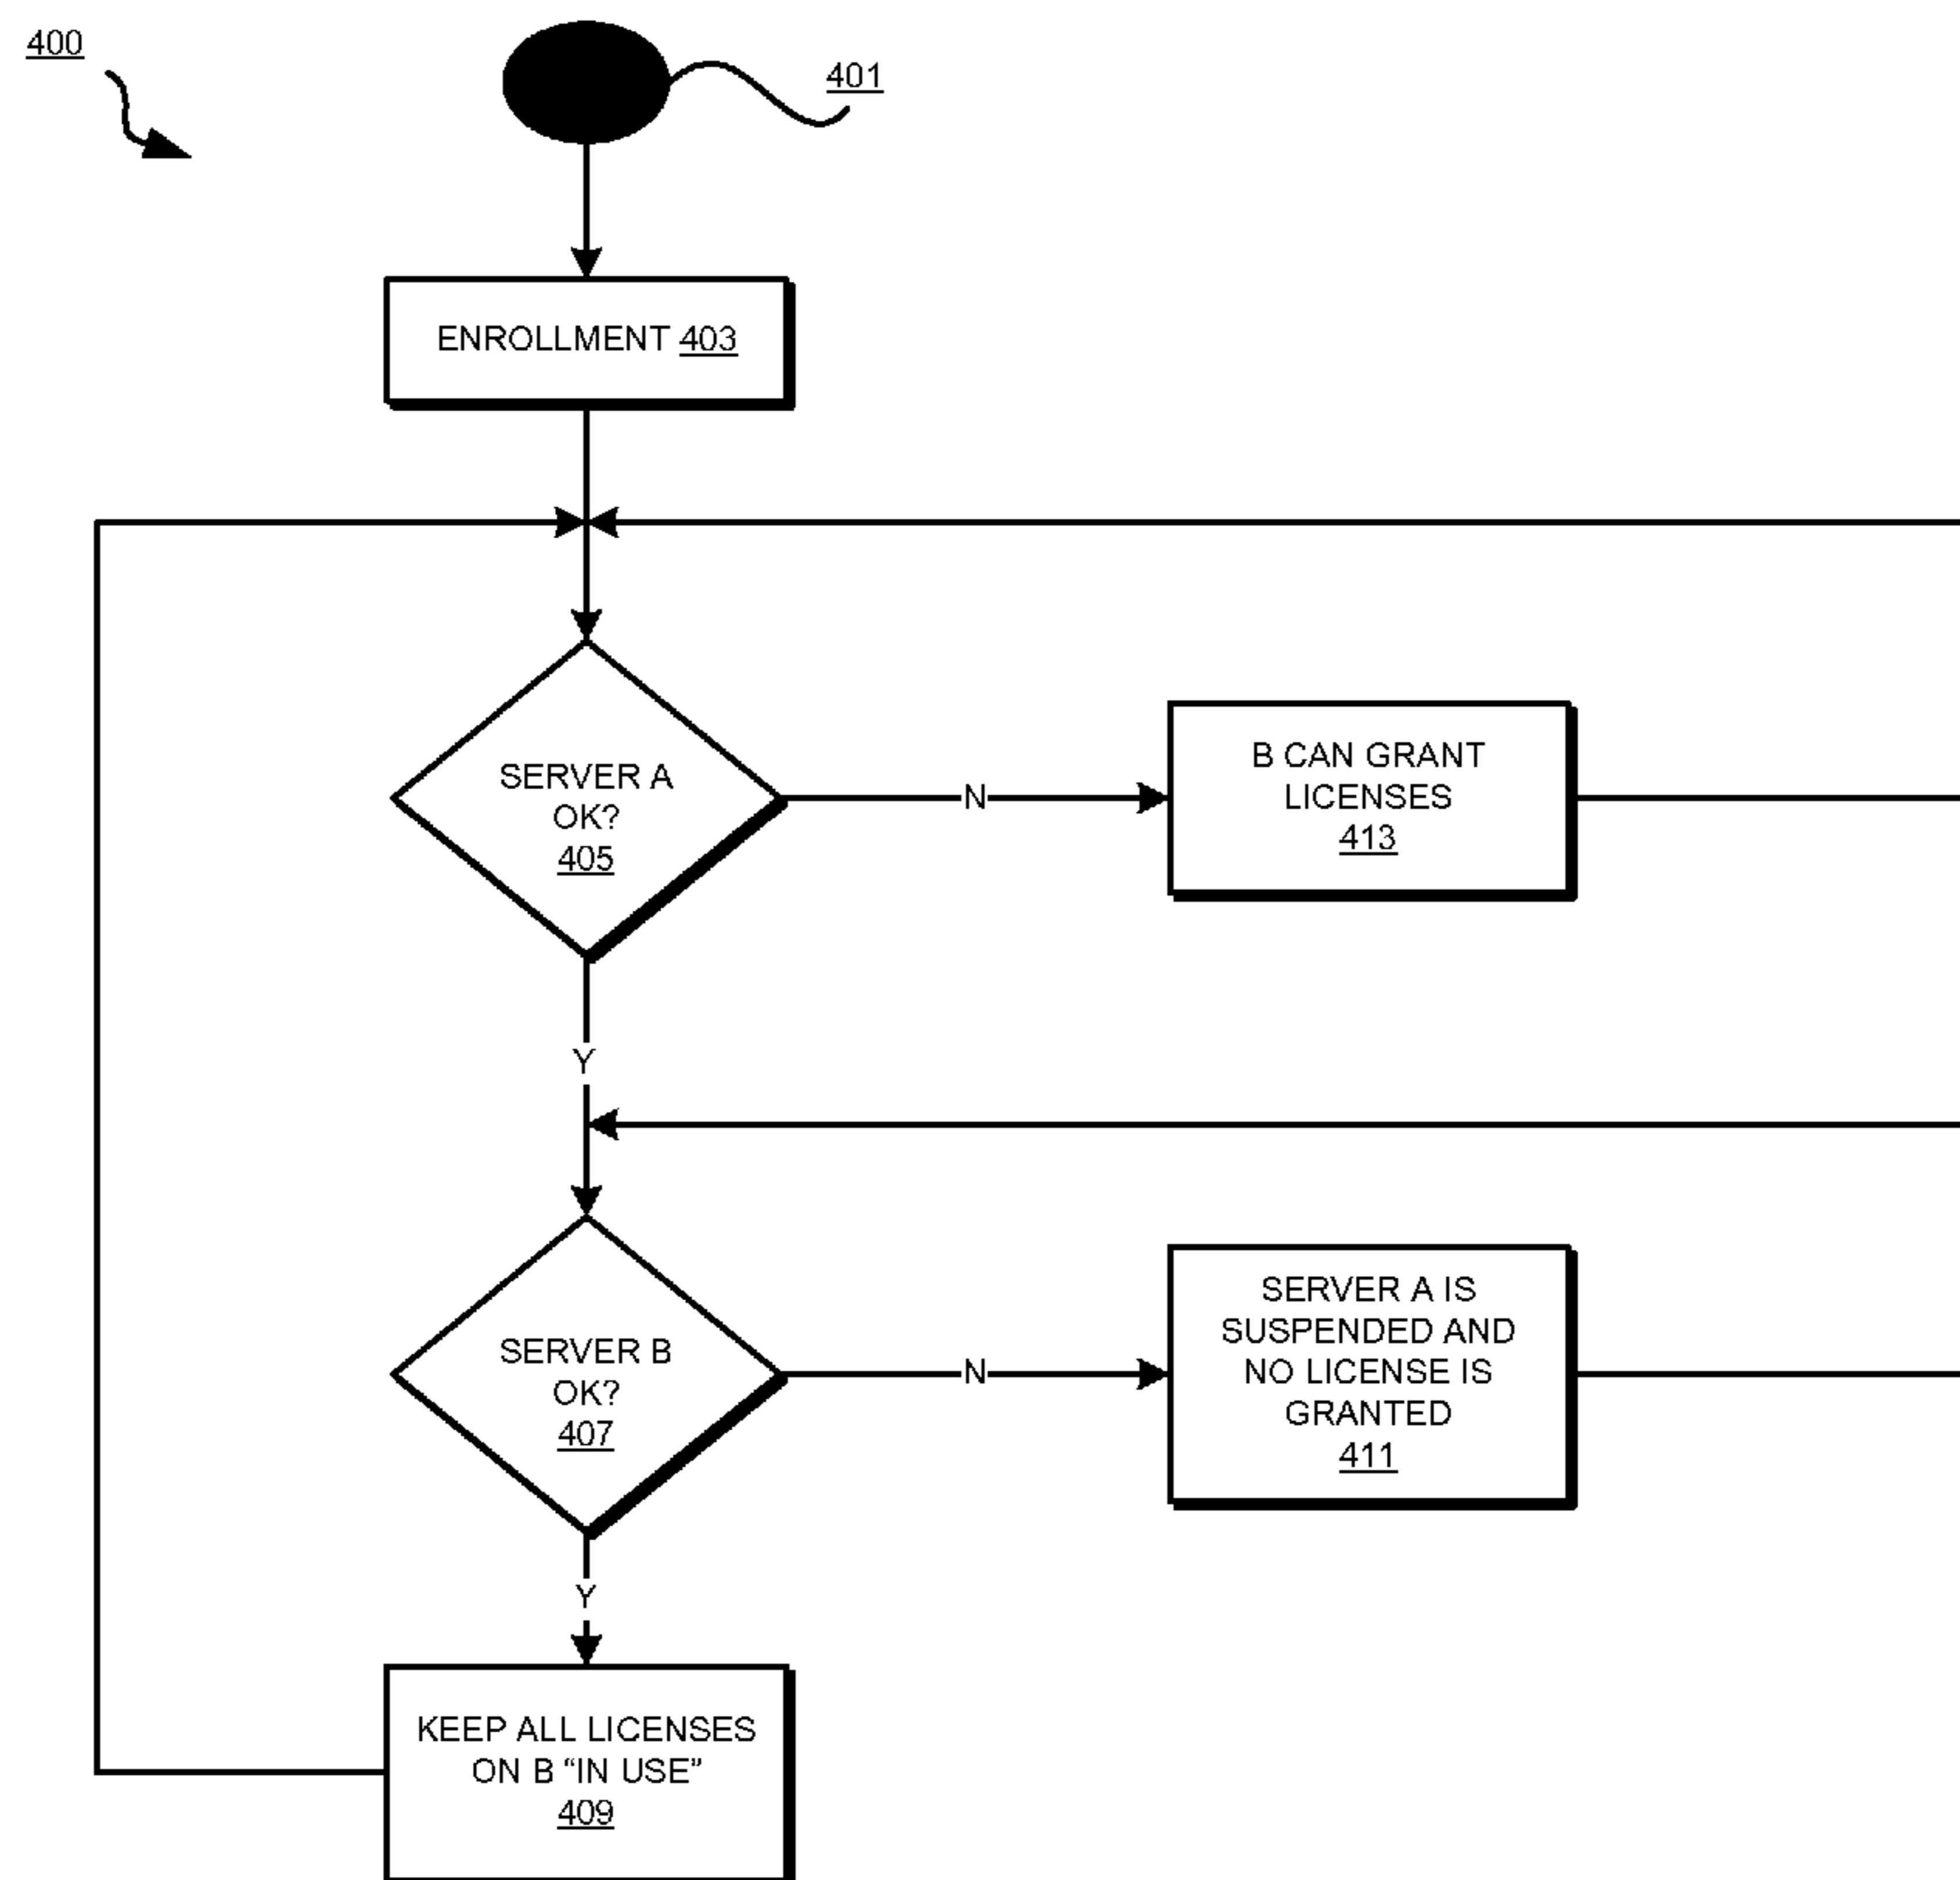 400
401
ENROLLMENT 403
SERVER A
OK?
405
N
B CAN GRANT
LICENSES
413
Y
SERVER B
OK?
407
N
SERVER A IS
SUSPENDED AND
NO LICENSE IS
GRANTED
411
Y
KEEP ALL LICENSES
ON B “IN USE”
409